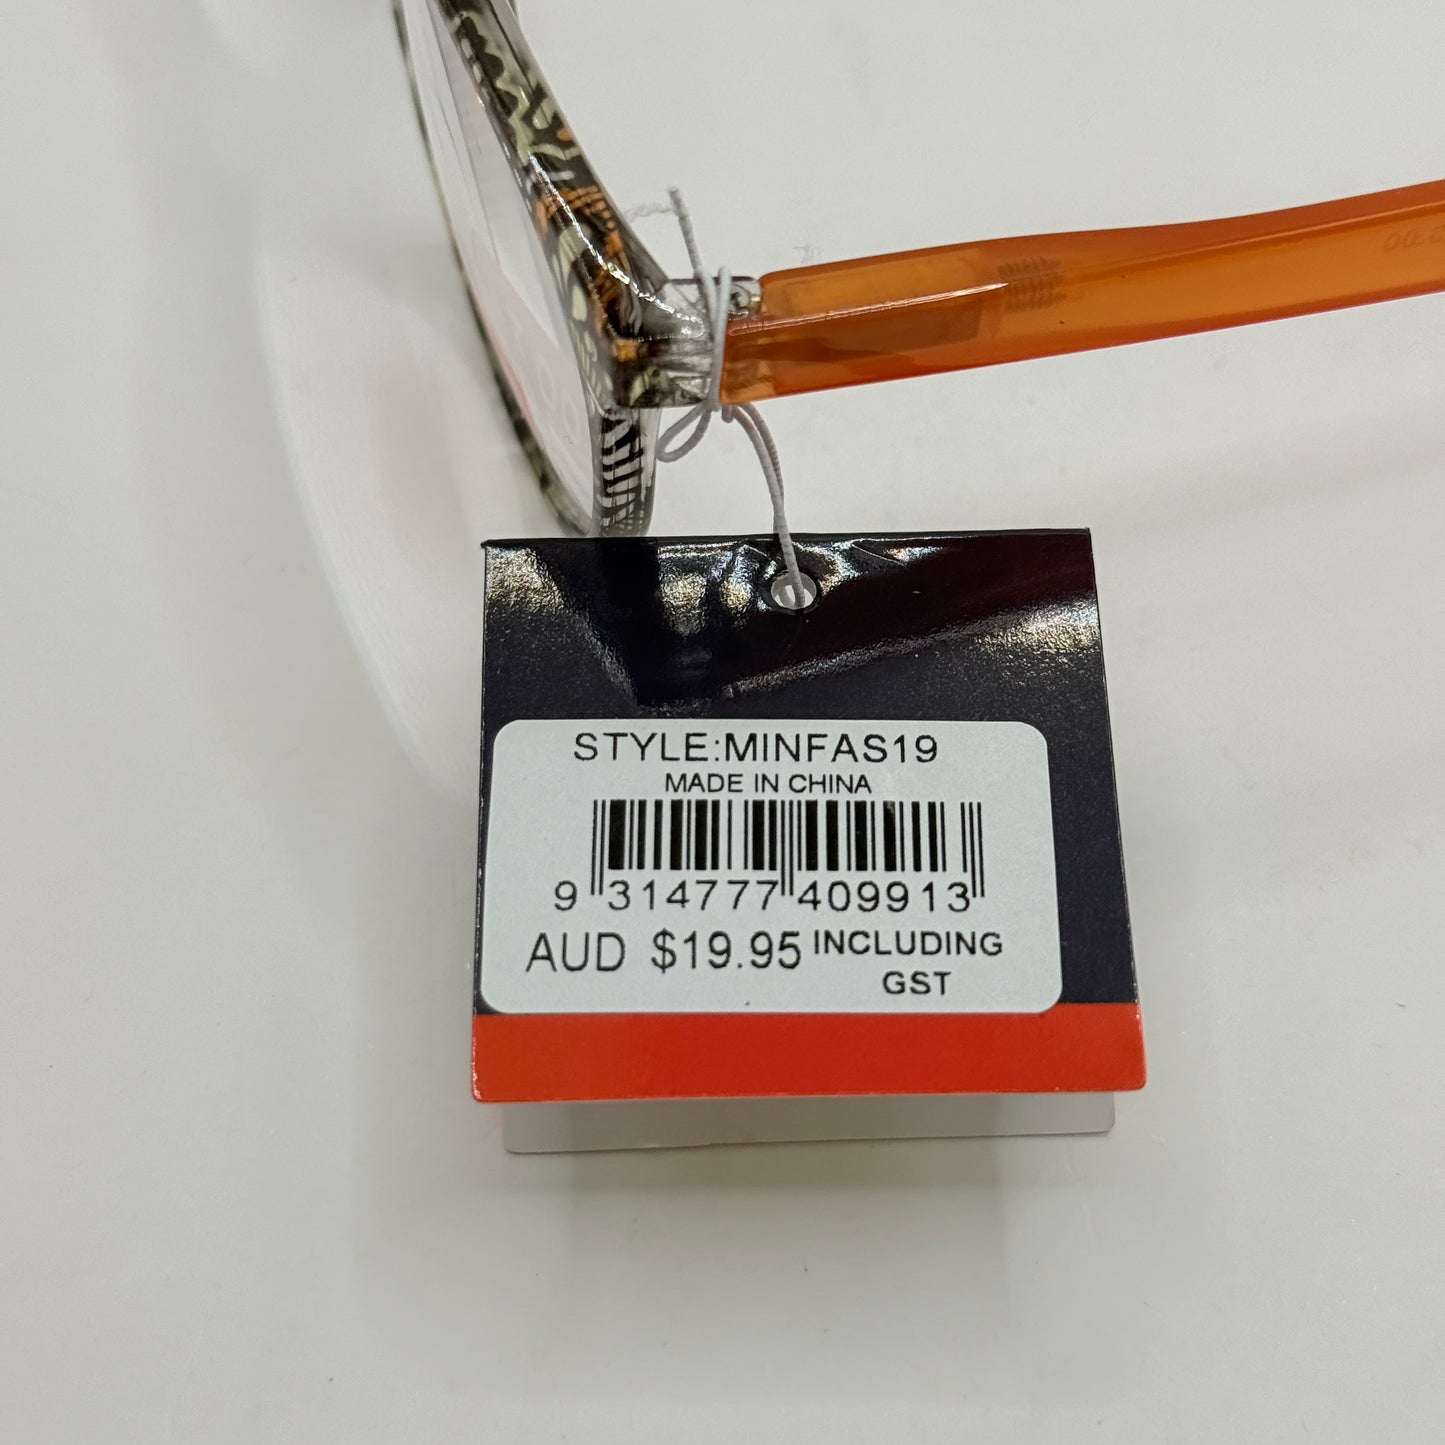 STYLE:MINFAS19
MADE IN CHINA
9 314777 409913
AUD $19.95 INCLUDING
GST